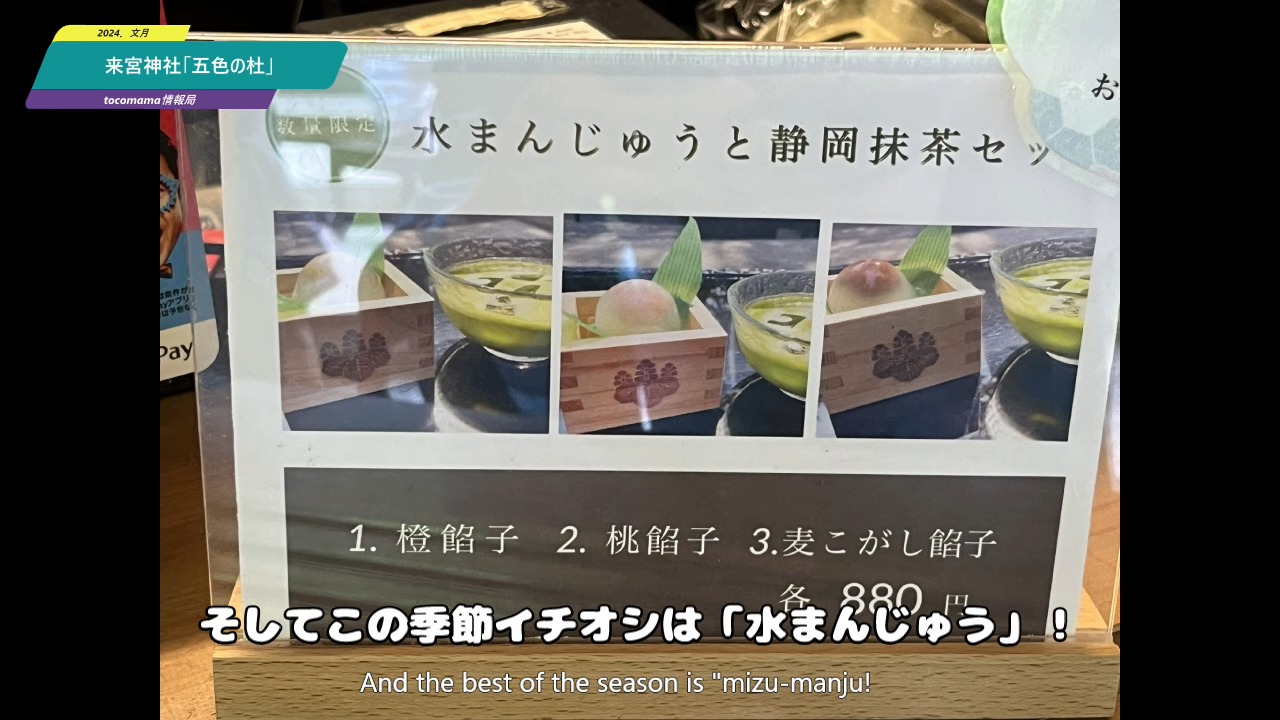 2024. 文月
来宮神社「五色の杜」
tocomama情報局
数量限定
お
水まんじゅうと静岡抹茶セッ
Pay
1. 橙餡子 2. 桃餡子 3.麦こがし餡子
各 880 円
そしてこの季節イチオシは「水まんじゅう」！
And the best of the season is "mizu-manju!